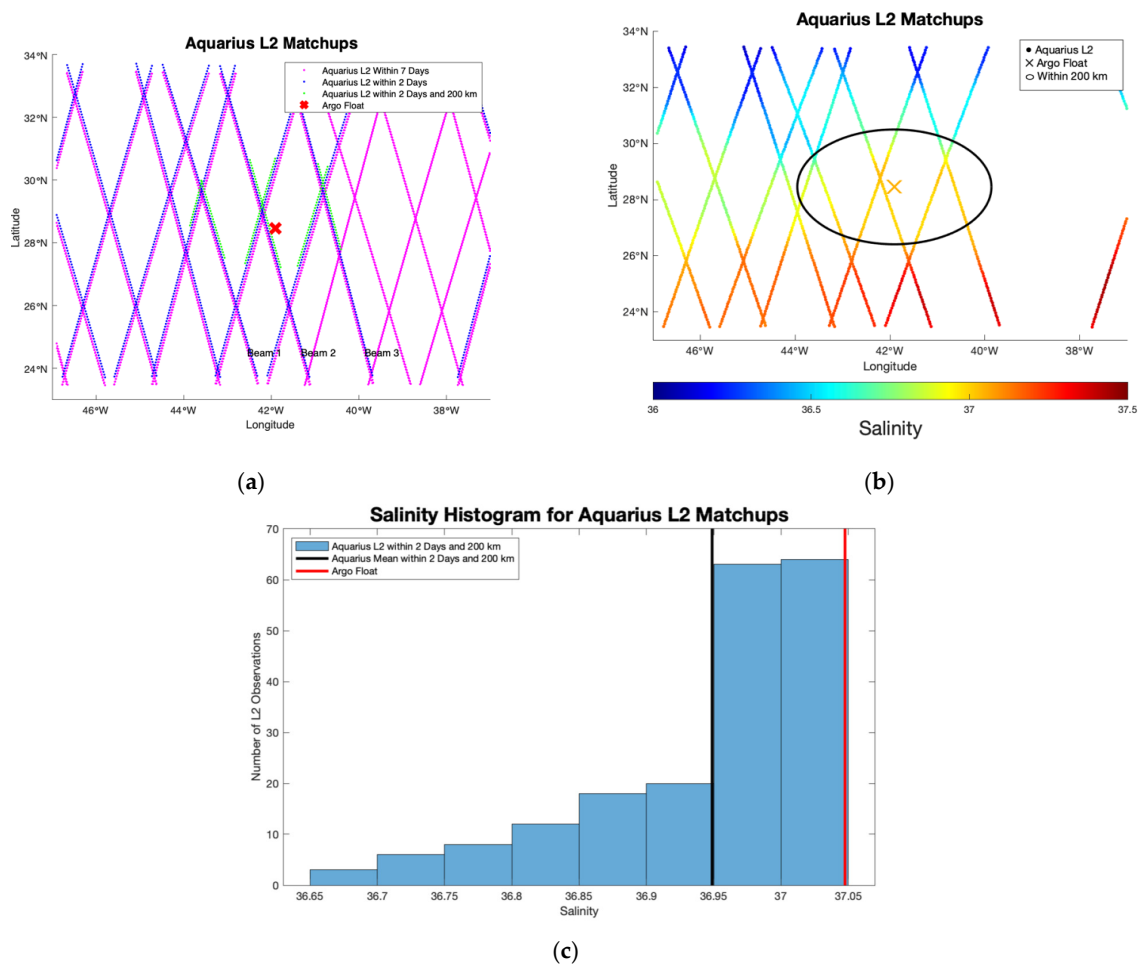 Aquarius L2 Matchups
34°N
32°N
30°N
28°N
26°N
24°N
Latitude
Aquarius L2 Within 7 Days
Aquarius L2 within 2 Days
Aquarius L2 within 2 Days and 200 km
Argo Float
Beam 1
Beam 2
Beam 3
46°W
44°W
42°W
40°W
38°W
Longitude
(a)
Aquarius L2 Matchups
34°N
32°N
30°N
28°N
26°N
24°N
Latitude
Aquarius L2
Argo Float
Within 200 km
46°W
44°W
42°W
40°W
38°W
Longitude
36
36.5
37
37.5
Salinity
(b)
Salinity Histogram for Aquarius L2 Matchups
70
60
50
40
30
20
10
0
Number of L2 Observations
Aquarius L2 within 2 Days and 200 km
Aquarius Mean within 2 Days and 200 km
Argo Float
36.65
36.7
36.75
36.8
36.85
36.9
36.95
37
37.05
Salinity
(c)